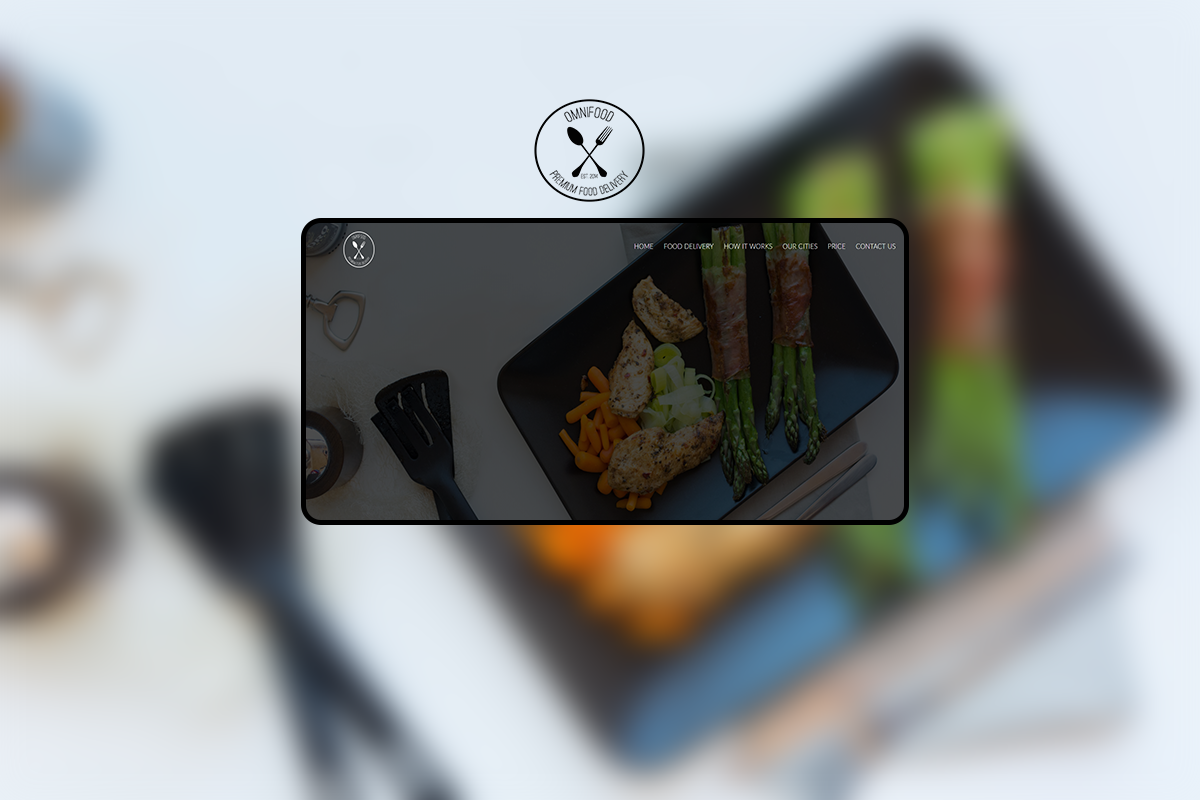 OMNIFOOD
EST. 2014
PREMIUM FOOD DELIVERY
HOME FOOD DELIVERY HOW IT WORKS OUR CITIES PRICE CONTACT US